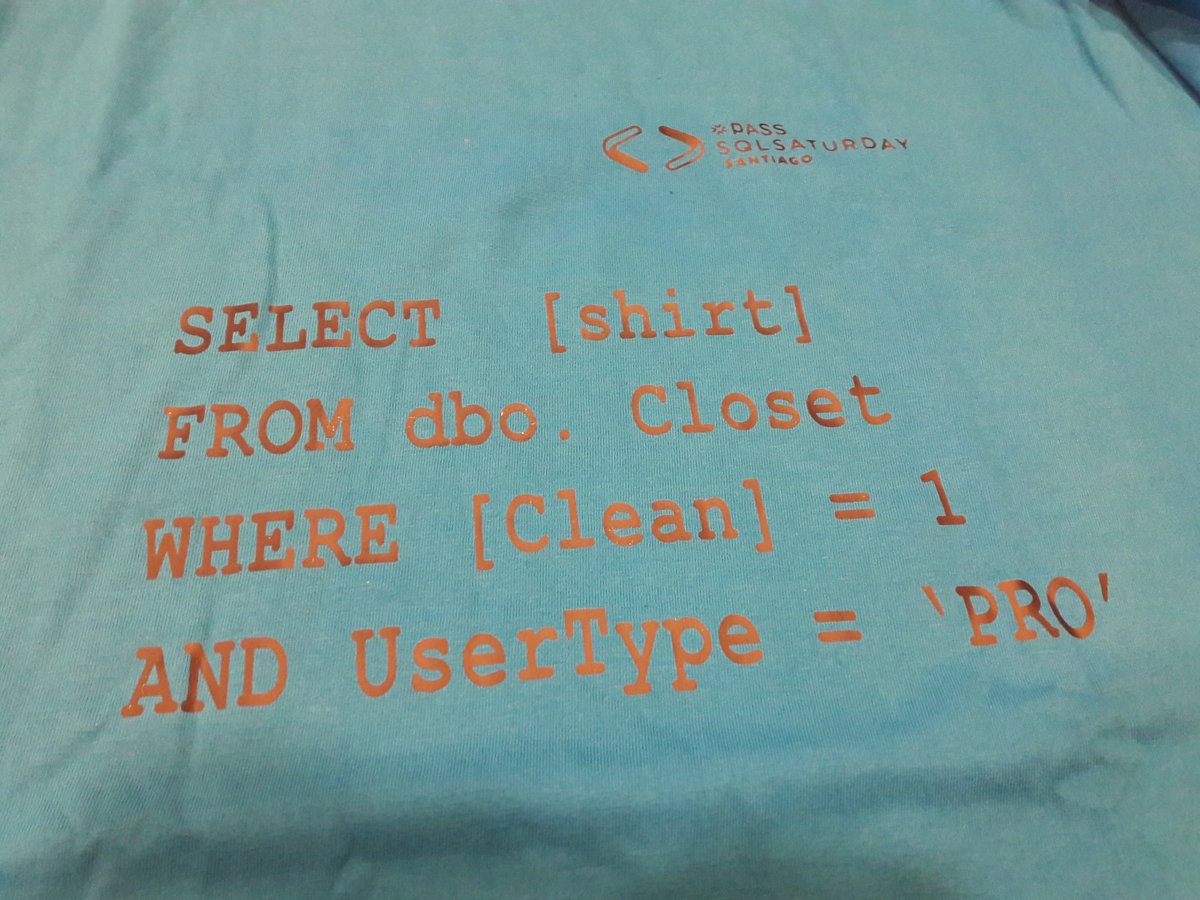 PASS
SQLSATURDAY
SANTIAGO
SELECT [shirt]
FROM dbo. Closet
WHERE [Clean] = 1
AND UserType = ‘PRO'